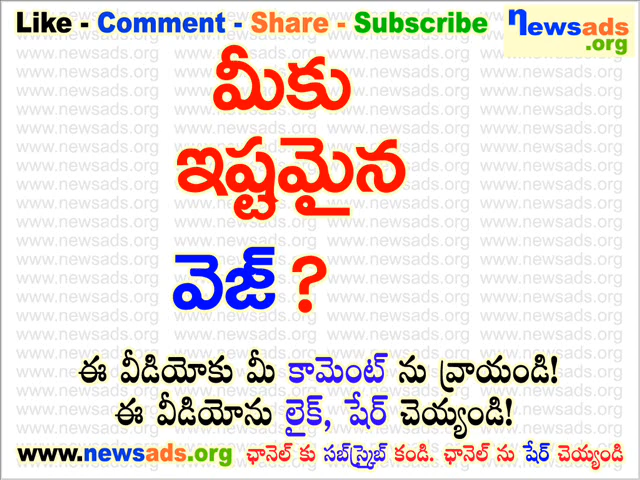 Like - Comment - Share - Subscribe
newsads
.org
మీకు
ఇష్టమైన
వెజ్ ?
ఈ వీడియోకు మీ కామెంట్ ను వ్రాయండి!
ఈ వీడియోను లైక్, షేర్ చెయ్యండి!
www.newsads.org ఛానెల్ కు సబ్‌స్క్రైబ్ కండి. ఛానెల్ ను షేర్ చెయ్యండి